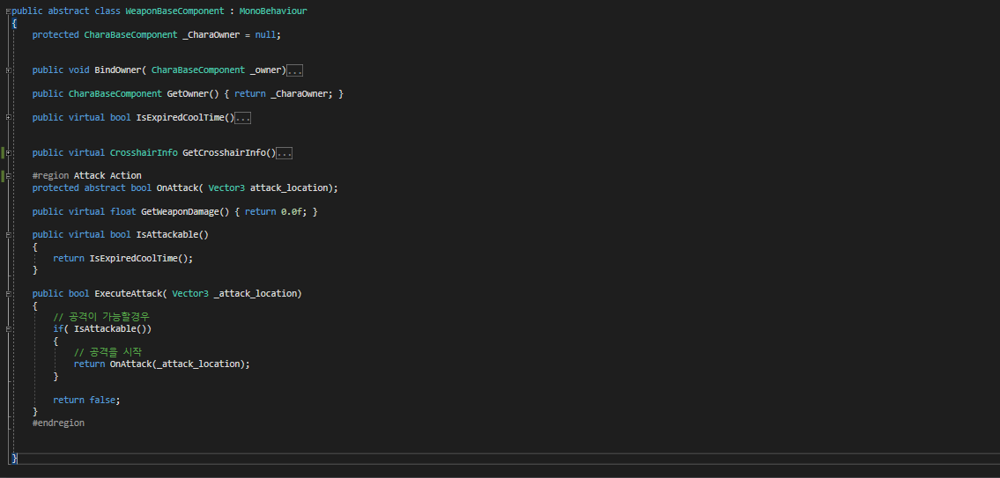 public abstract class WeaponBaseComponent : MonoBehaviour
{
protected CharaBaseComponent _CharaOwner = null;
public void BindOwner( CharaBaseComponent _owner)...
public CharaBaseComponent GetOwner() { return _CharaOwner; }
public virtual bool IsExpiredCoolTime()...
public virtual CrosshairInfo GetCrosshairInfo()...
#region Attack Action
protected abstract bool OnAttack( Vector3 attack_location);
public virtual float GetWeaponDamage() { return 0.0f; }
public virtual bool IsAttackable()
{
return IsExpiredCoolTime();
}
public bool ExecuteAttack( Vector3 _attack_location)
{
// 공격이 가능할경우
if( IsAttackable())
{
// 공격을 시작
return OnAttack(_attack_location);
}
return false;
}
#endregion
}